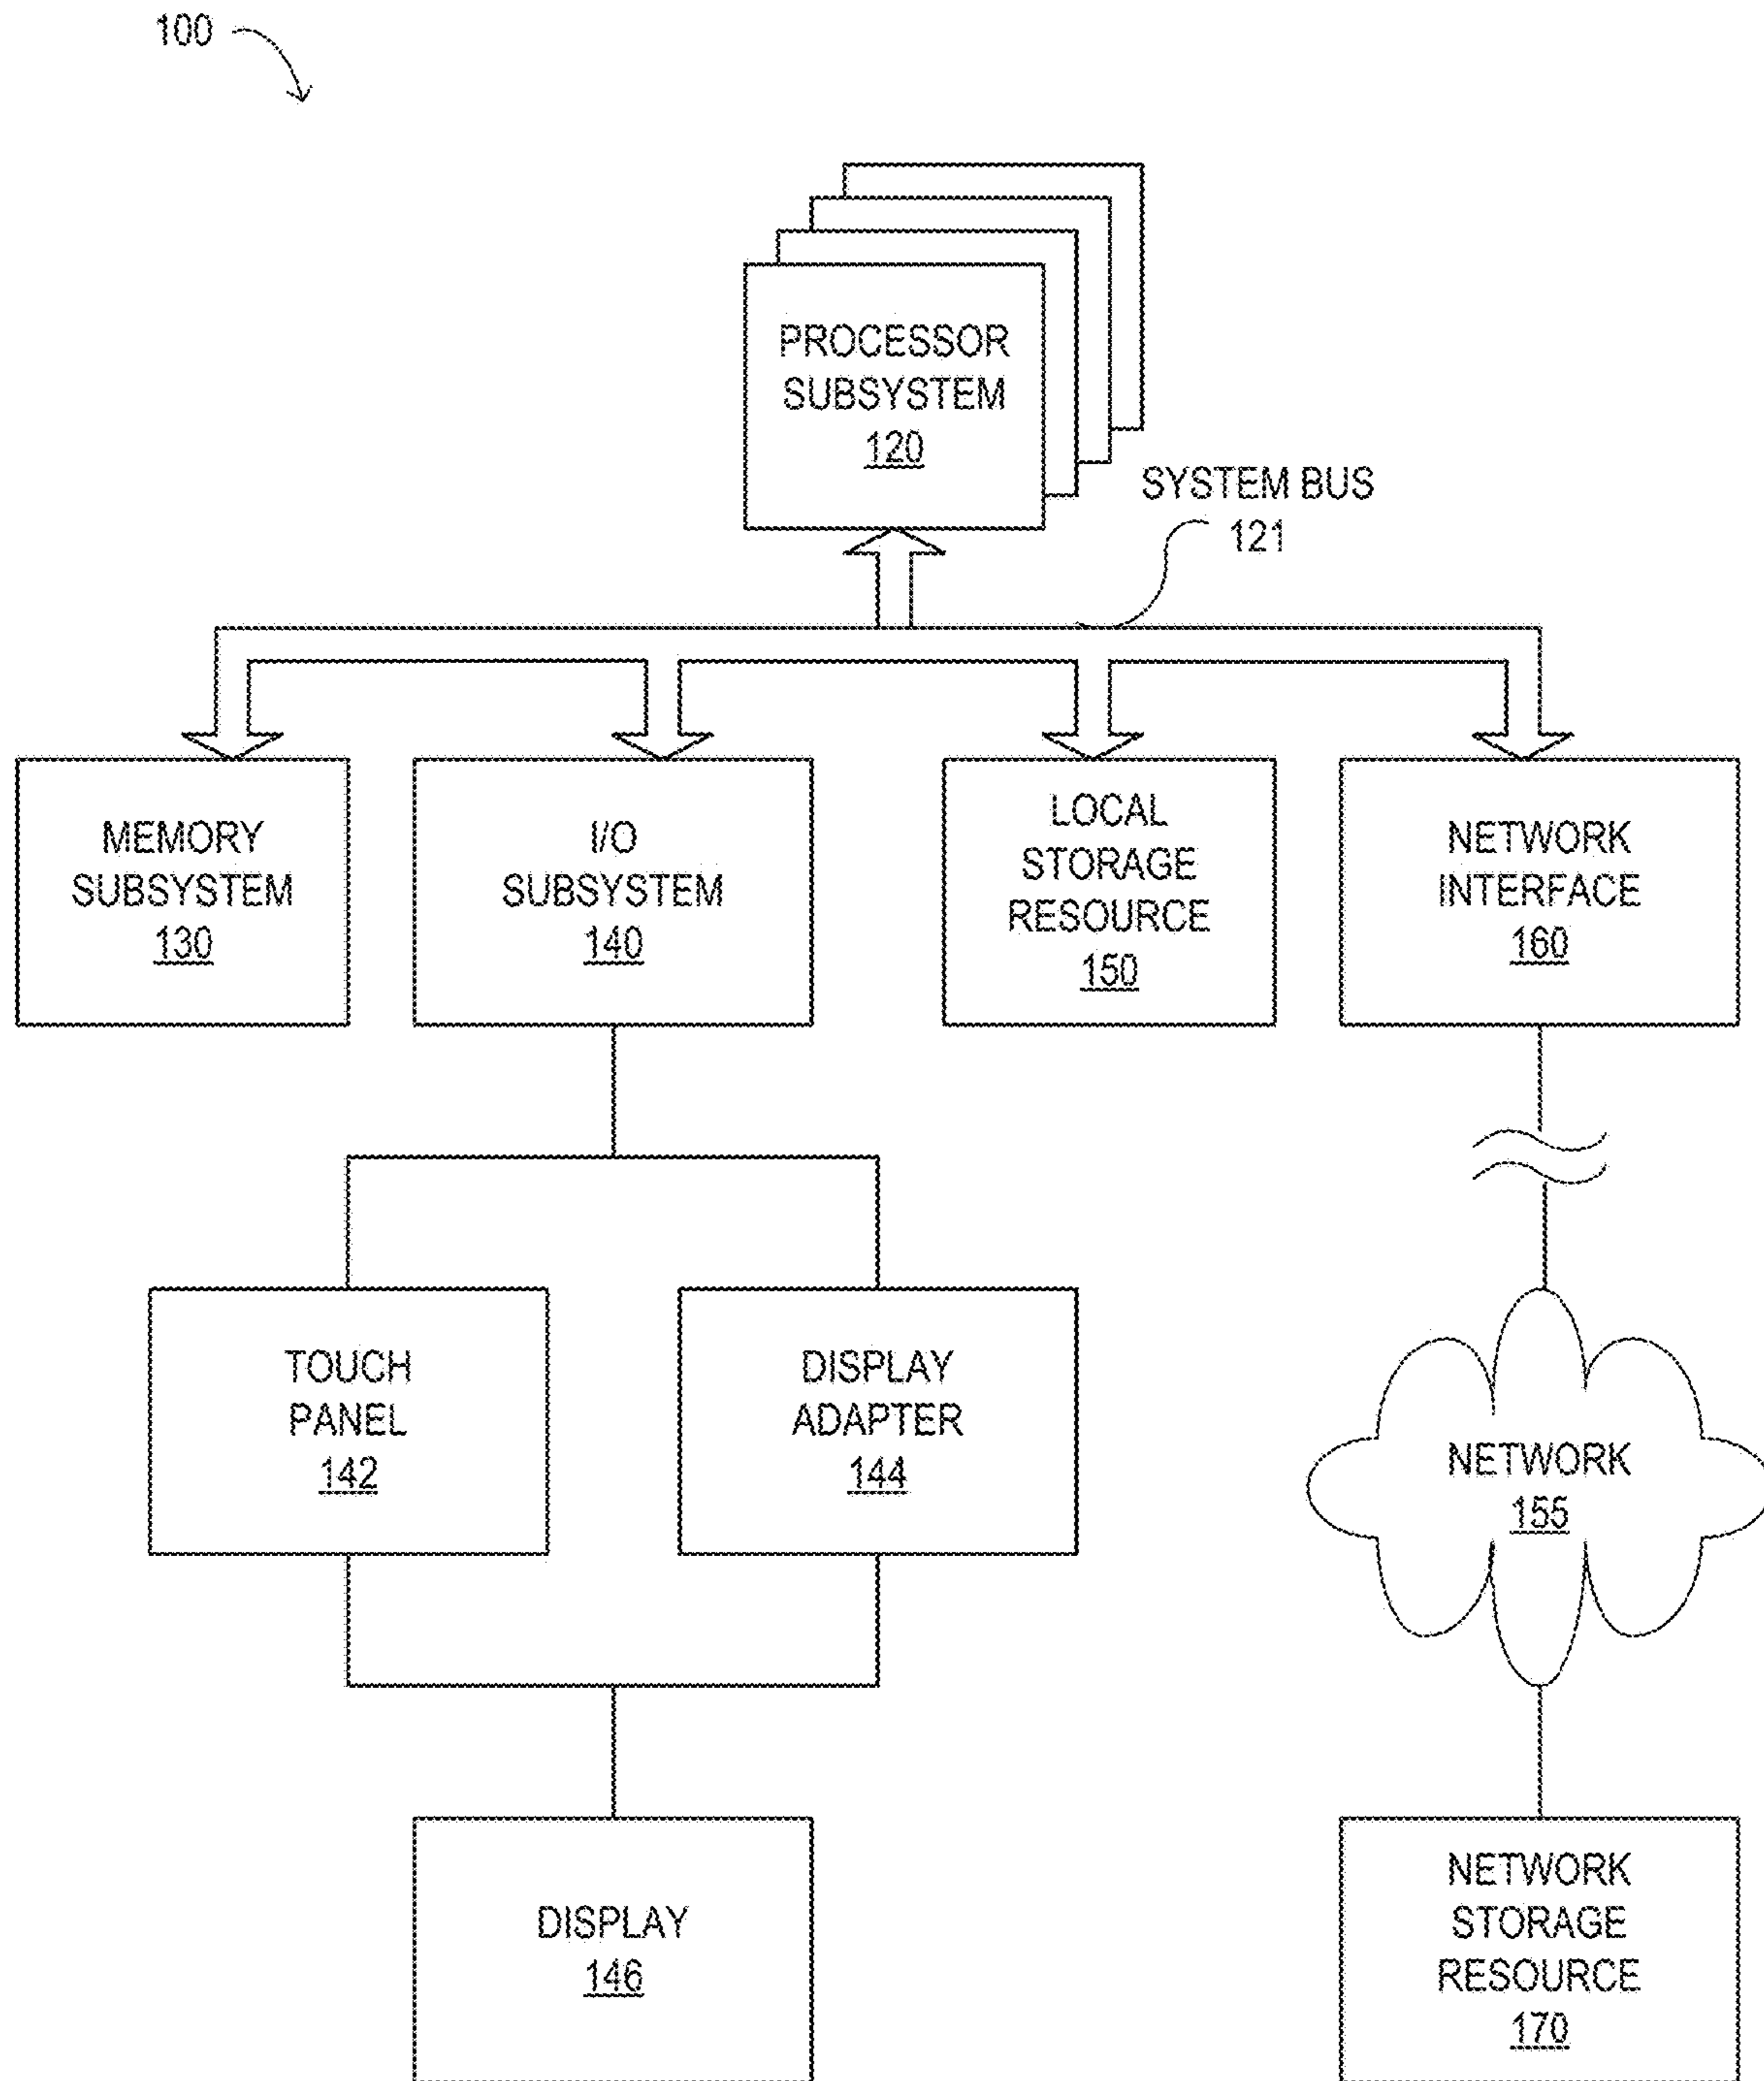 100
PROCESSOR
SUBSYSTEM
120
SYSTEM BUS
121
MEMORY
SUBSYSTEM
130
I/O
SUBSYSTEM
140
LOCAL
STORAGE
RESOURCE
150
NETWORK
INTERFACE
160
TOUCH
PANEL
142
DISPLAY
ADAPTER
144
NETWORK
155
DISPLAY
146
NETWORK
STORAGE
RESOURCE
170